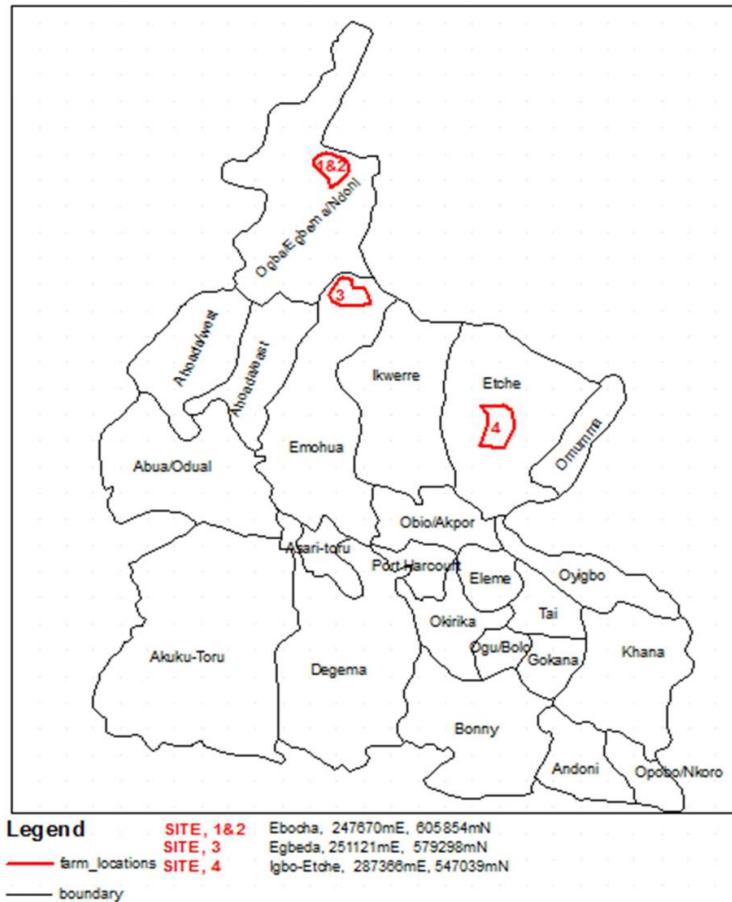 1&2
Ogba/Egbema/Ndoni
3
Ahoada/west
Ahoada/east
Ikwerre
Etche
4
Omumma
Emohua
Abua/Odual
Obio/Akpor
Asari-tofu
Port Harcourt
Eleme
Oyigbo
Okirika
Tai
Ogu/Bolo
Gokana
Khana
Akuku-Toru
Degema
Bonny
Andoni
Opobo/Nkoro
Legend
SITE, 1&2 Ebocha, 247670mE, 605854mN
SITE, 3 Egbeda, 251121mE, 579298mN
farm_locations
SITE, 4 Igbo-Etche, 287366mE, 547039mN
boundary